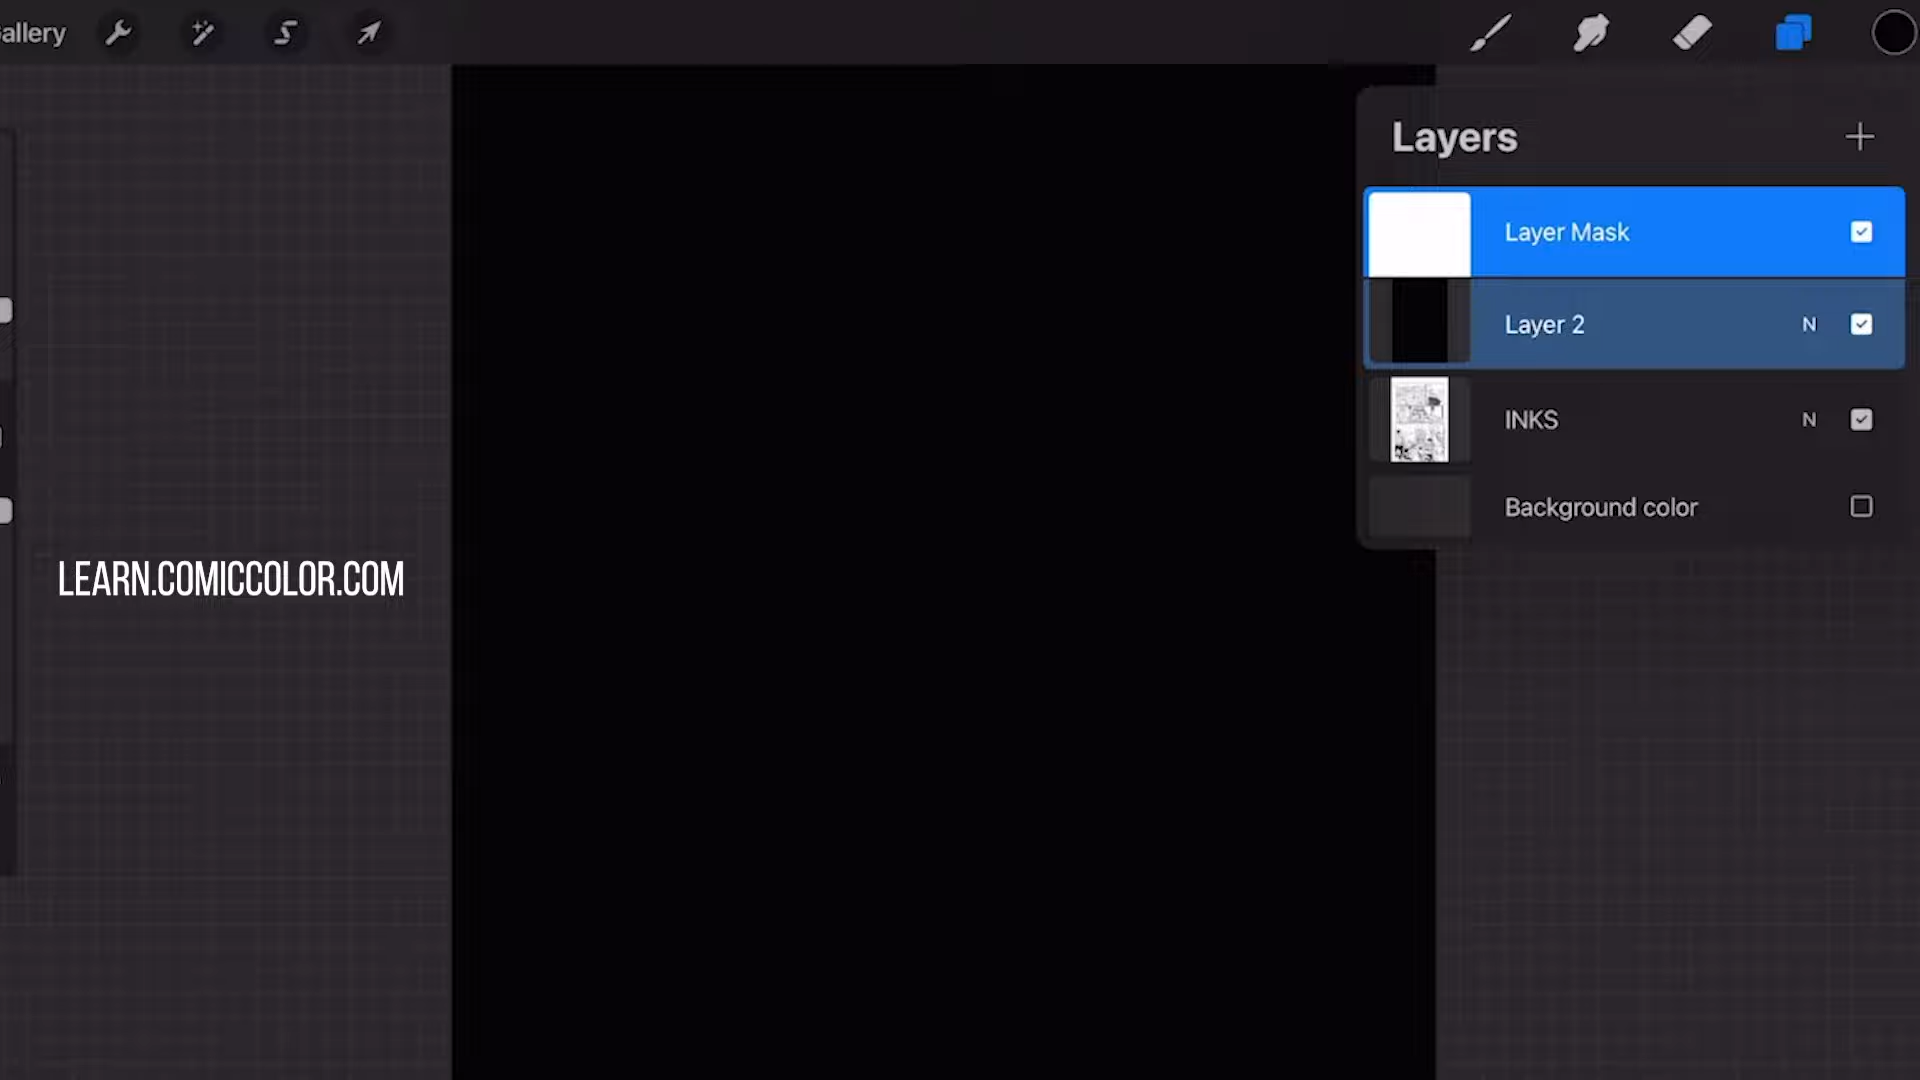 allery
Layers
Layer Mask
Layer 2 N
INKS N
Background color
LEARN.COMICCOLOR.COM